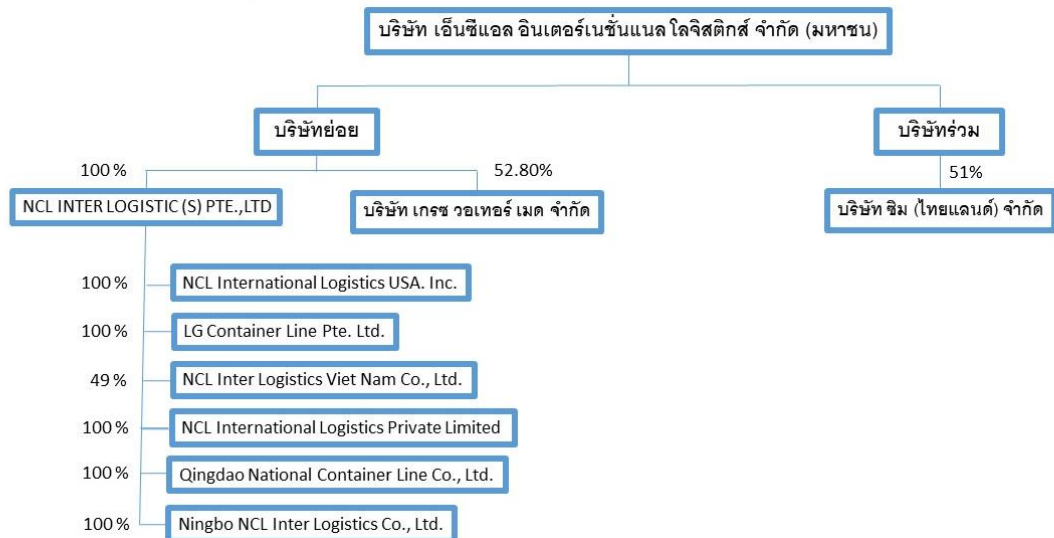 บริษัท เอ็นซีแอล อินเตอร์เนชั่นแนล โลจิสติกส์ จำกัด (มหาชน)
บริษัทย่อย
บริษัทร่วม
100 %
52.80%
51%
NCL INTER LOGISTIC (S) PTE.,LTD
บริษัท เกรซ วอเทอร์ เมด จำกัด
บริษัท ซิม (ไทยแลนด์) จำกัด
100 % NCL International Logistics USA. Inc.
100 % LG Container Line Pte. Ltd.
49 % NCL Inter Logistics Viet Nam Co., Ltd.
100 % NCL International Logistics Private Limited
100 % Qingdao National Container Line Co., Ltd.
100 % Ningbo NCL Inter Logistics Co., Ltd.